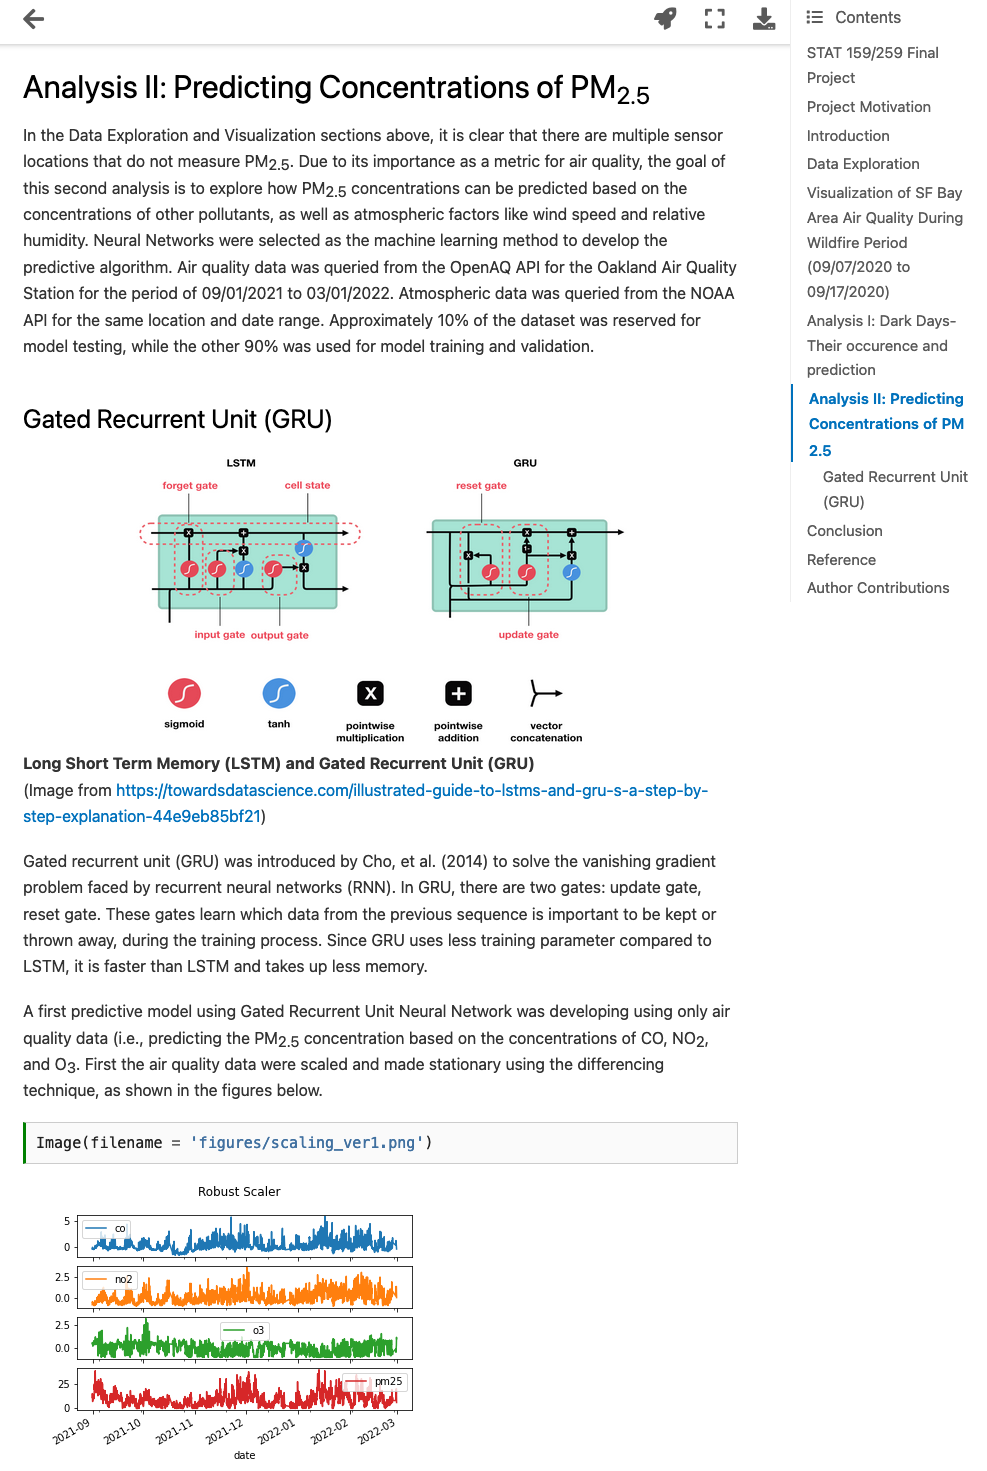 Analysis II: Predicting Concentrations of PM2.5
In the Data Exploration and Visualization sections above, it is clear that there are multiple sensor
locations that do not measure PM2.5. Due to its importance as a metric for air quality, the goal of
this second analysis is to explore how PM2.5 concentrations can be predicted based on the
concentrations of other pollutants, as well as atmospheric factors like wind speed and relative
humidity. Neural Networks were selected as the machine learning method to develop the
predictive algorithm. Air quality data was queried from the OpenAQ API for the Oakland Air Quality
Station for the period of 09/01/2021 to 03/01/2022. Atmospheric data was queried from the NOAA
API for the same location and date range. Approximately 10% of the dataset was reserved for
model testing, while the other 90% was used for model training and validation.
Gated Recurrent Unit (GRU)
LSTM
forget gate
cell state
input gate
output gate
GRU
reset gate
update gate
sigmoid
tanh
pointwise
multiplication
pointwise
addition
vector
concatenation
Long Short Term Memory (LSTM) and Gated Recurrent Unit (GRU)
(Image from https://towardsdatascience.com/illustrated-guide-to-lstms-and-gru-s-a-step-by-
step-explanation-44e9eb85bf21)
Gated recurrent unit (GRU) was introduced by Cho, et al. (2014) to solve the vanishing gradient
problem faced by recurrent neural networks (RNN). In GRU, there are two gates: update gate,
reset gate. These gates learn which data from the previous sequence is important to be kept or
thrown away, during the training process. Since GRU uses less training parameter compared to
LSTM, it is faster than LSTM and takes up less memory.
A first predictive model using Gated Recurrent Unit Neural Network was developing using only air
quality data (i.e., predicting the PM2.5 concentration based on the concentrations of CO, NO2,
and O3. First the air quality data were scaled and made stationary using the differencing
technique, as shown in the figures below.
Image(filename = 'figures/scaling_ver1.png')
Robust Scaler
5
0
co
2.5
0.0
no2
2.5
0.0
o3
25
0
pm25
2021-09
2021-10
2021-11
2021-12
2022-01
2022-02
2022-03
date
Contents
STAT 159/259 Final
Project
Project Motivation
Introduction
Data Exploration
Visualization of SF Bay
Area Air Quality During
Wildfire Period
(09/07/2020 to
09/17/2020)
Analysis I: Dark Days-
Their occurence and
prediction
Analysis II: Predicting
Concentrations of PM
2.5
Gated Recurrent Unit
(GRU)
Conclusion
Reference
Author Contributions